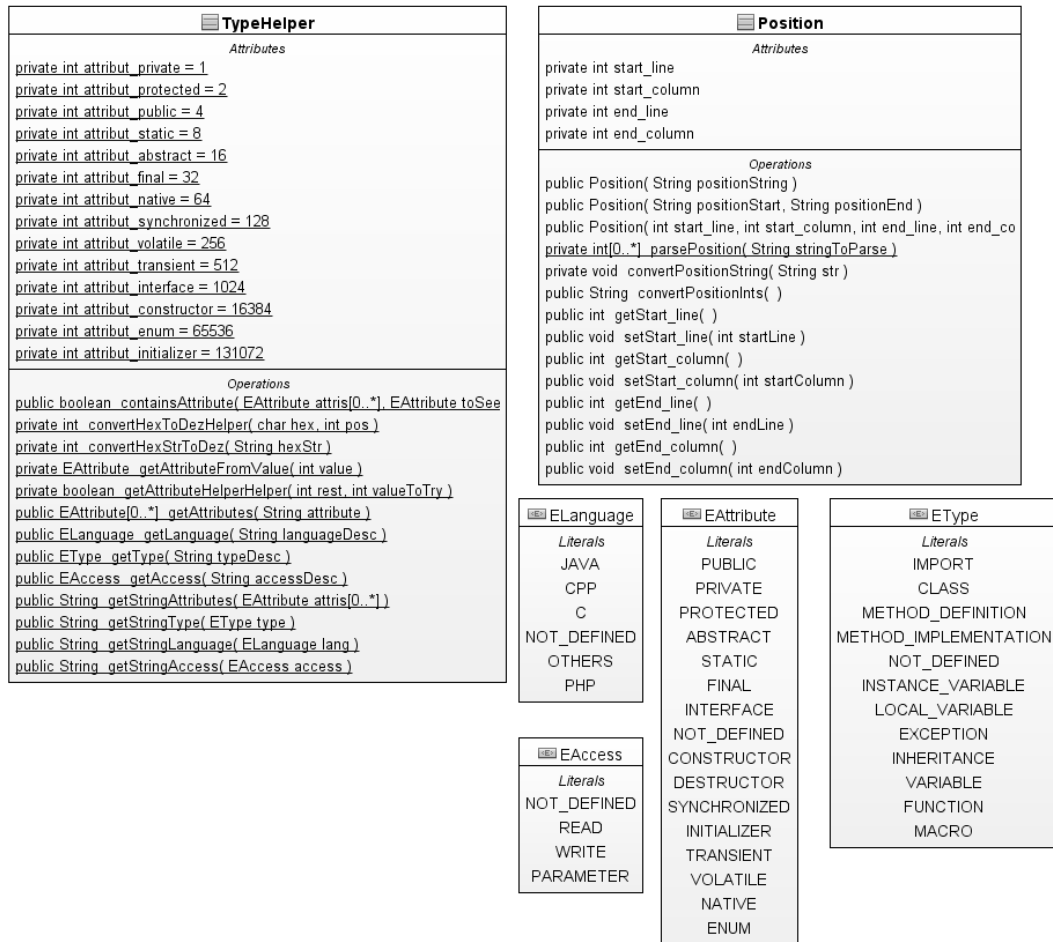 TypeHelper
Attributes
private int attribut_private = 1
private int attribut_protected = 2
private int attribut_public = 4
private int attribut_static = 8
private int attribut_abstract = 16
private int attribut_final = 32
private int attribut_native = 64
private int attribut_synchronized = 128
private int attribut_volatile = 256
private int attribut_transient = 512
private int attribut_interface = 1024
private int attribut_constructor = 16384
private int attribut_enum = 65536
private int attribut_initializer = 131072
Operations
public boolean containsAttribute( EAttribute attris[0..*], EAttribute toSee
private int convertHexToDezHelper( char hex, int pos )
private int convertHexStrToDez( String hexStr )
private EAttribute getAttributeFromValue( int value )
private boolean getAttributeHelperHelper( int rest, int valueToTry )
public EAttribute[0..*] getAttributes( String attribute )
public ELanguage getLanguage( String languageDesc )
public EType getType( String typeDesc )
public EAccess getAccess( String accessDesc )
public String getStringAttributes( EAttribute attris[0..*] )
public String getStringType( EType type )
public String getStringLanguage( ELanguage lang )
public String getStringAccess( EAccess access )
Position
Attributes
private int start_line
private int start_column
private int end_line
private int end_column
Operations
public Position( String positionString )
public Position( String positionStart, String positionEnd )
public Position( int start_line, int start_column, int end_line, int end_co
private int[0..*] parsePosition( String stringToParse )
private void convertPositionString( String str )
public String convertPositionInts( )
public int getStart_line( )
public void setStart_line( int startLine )
public int getStart_column( )
public void setStart_column( int startColumn )
public int getEnd_line( )
public void setEnd_line( int endLine )
public int getEnd_column( )
public void setEnd_column( int endColumn )
<E> ELanguage
Literals
JAVA
CPP
C
NOT_DEFINED
OTHERS
PHP
<E> EAccess
Literals
NOT_DEFINED
READ
WRITE
PARAMETER
<E> EAttribute
Literals
PUBLIC
PRIVATE
PROTECTED
ABSTRACT
STATIC
FINAL
INTERFACE
NOT_DEFINED
CONSTRUCTOR
DESTRUCTOR
SYNCHRONIZED
INITIALIZER
TRANSIENT
VOLATILE
NATIVE
ENUM
<E> EType
Literals
IMPORT
CLASS
METHOD_DEFINITION
METHOD_IMPLEMENTATION
NOT_DEFINED
INSTANCE_VARIABLE
LOCAL_VARIABLE
EXCEPTION
INHERITANCE
VARIABLE
FUNCTION
MACRO